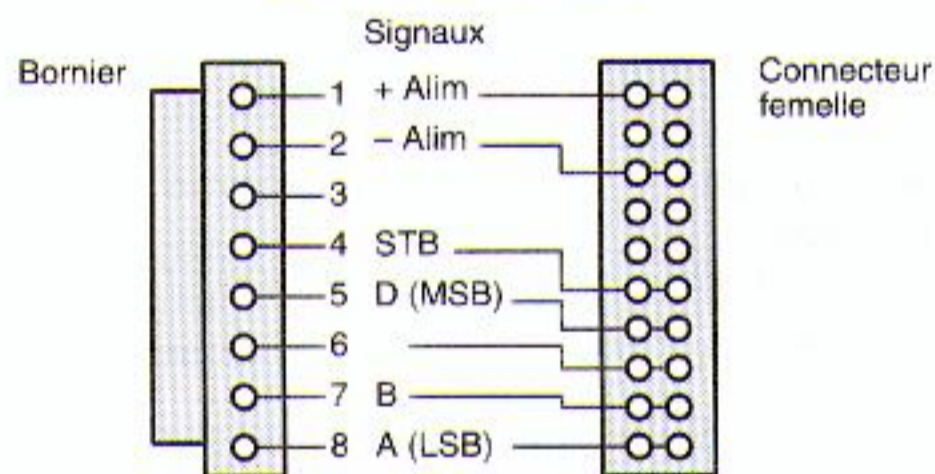 Signaux
Bornier
Connecteur
femelle
1 + Alim
2 – Alim
3
4 STB
5 D (MSB)
6
7 B
8 A (LSB)